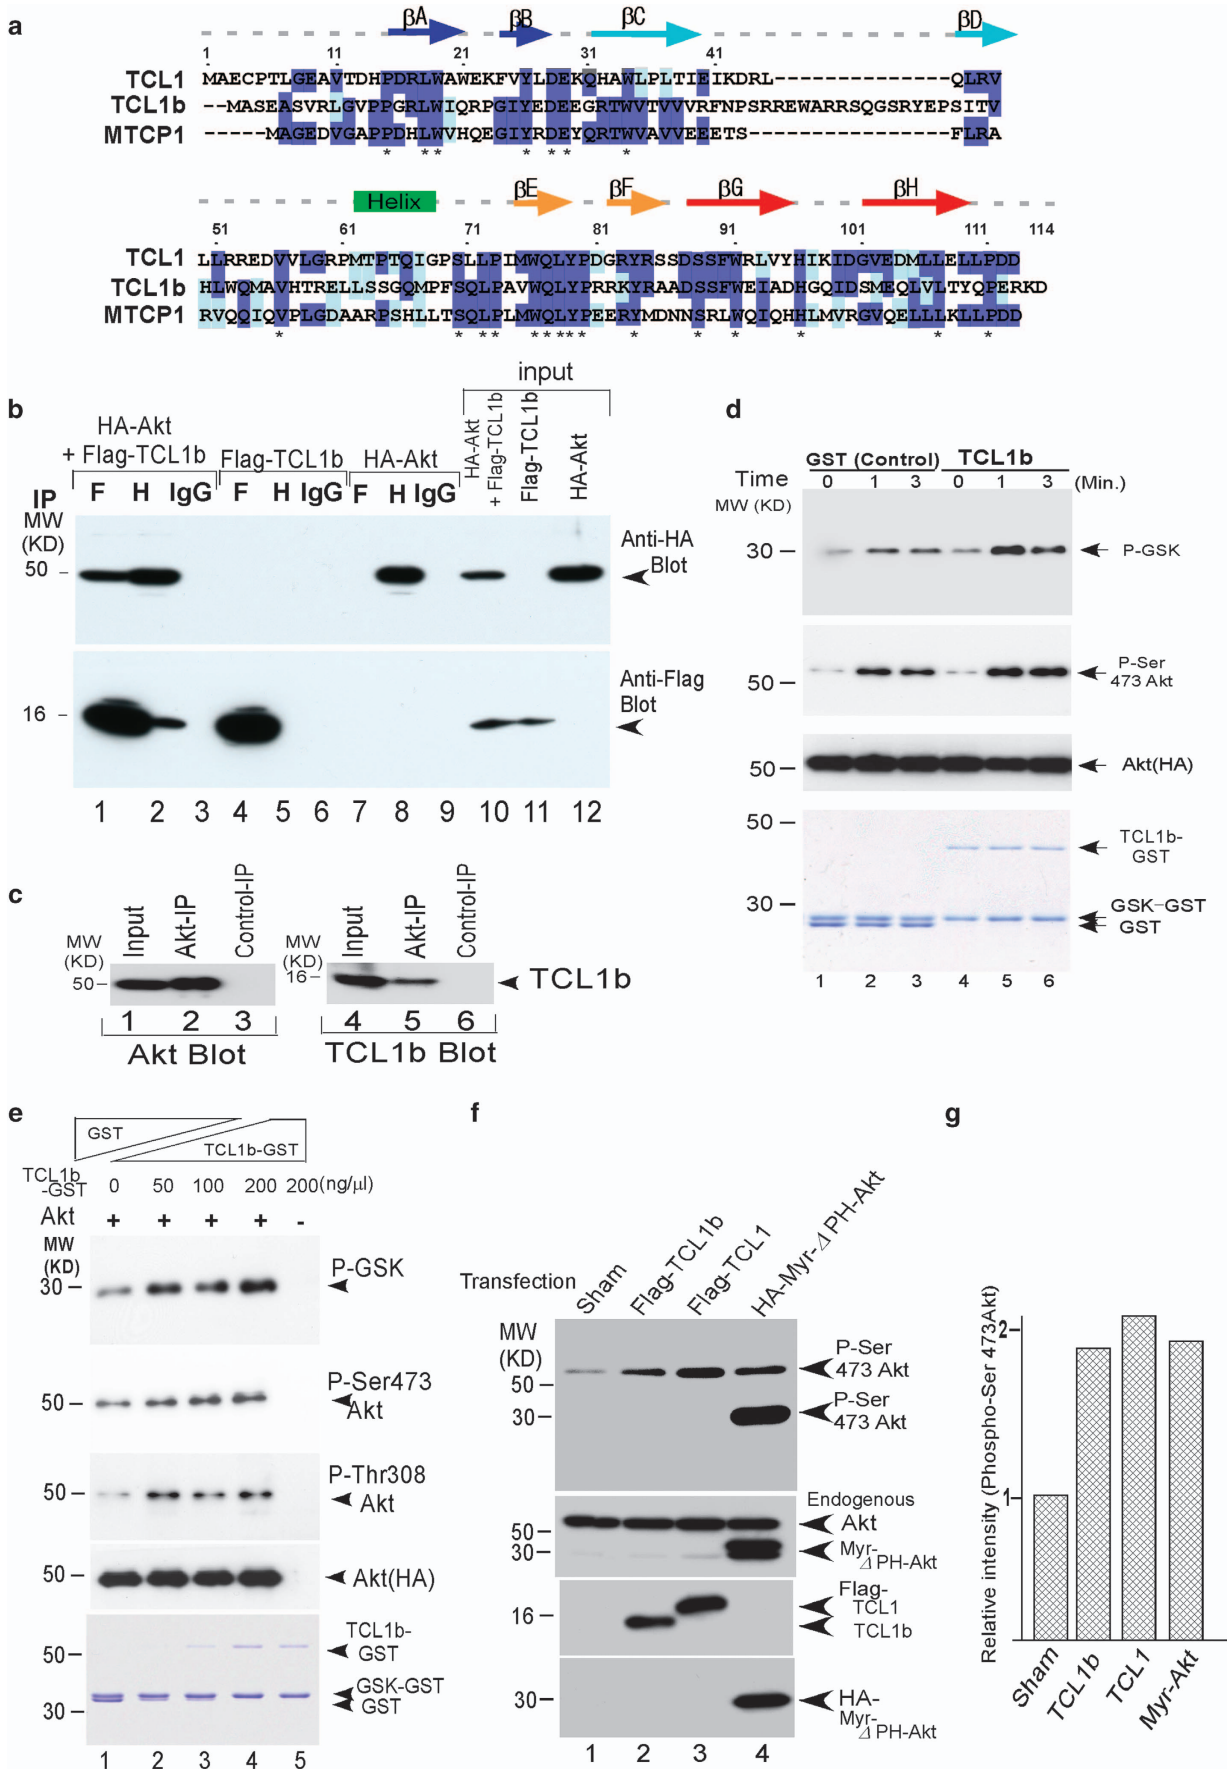 a
βA βB βC βD
1 11 21 31 41
TCL1 MAECPTLGEAVTDHPDRLWAWEKFVYLDEKQHAWLPLTIEIKDRL---------------QLRV
TCL1b --MASEASVRLGVPPGRLWIQRPGIYEDEEGRTWVTVVVRFNPSRREWARRSQGSRYEPSITV
MTCP1 -----MAGEDVGAPPDHLWVHQEGIYRDEYQRTWVAVVEEETS-----------------FLRA
* ** * ** *
Helix βE βF βG βH
51 61 71 81 91 101 111 114
TCL1 LLRREDVVLGRPMTPTQIGPSLLPIMWQLYPDGRYRSSDSSFWRLVYHIKIDGVEDMLLELLPDD
TCL1b HLWQMAVHTRELLSSGQMPFSQLPAVWQLYPRRKYRAADSSFWEIADHGQIDSMEQLVLTYQPERKD
MTCP1 RVQQIQVPLGDAARPSHLLTSQLPLMWQLYPEERYMDNNSRLWQIQHHLMVRGVQELLLKLLPDD
* * ** ***** * * * * * *
b
input
HA-Akt
+ Flag-TCL1b
Flag-TCL1b
HA-Akt
HA-Akt
+ Flag-TCL1b
Flag-TCL1b
HA-Akt
IP F H IgG F H IgG F H IgG
MW
(KD)
50
Anti-HA
Blot
16
Anti-Flag
Blot
1 2 3 4 5 6 7 8 9 10 11 12
c
Input Akt-IP Control-IP Input Akt-IP Control-IP
MW
(KD)
50
MW
(KD)
16
TCL1b
1 2 3 4 5 6
Akt Blot TCL1b Blot
d
GST (Control) TCL1b
Time 0 1 3 0 1 3 (Min.)
MW (KD)
30 P-GSK
50 P-Ser
473 Akt
50 Akt(HA)
50
TCL1b-
GST
30
GSK-GST
GST
1 2 3 4 5 6
e
GST
TCL1b-GST
TCL1b
-GST 0 50 100 200 200(ng/µl)
Akt + + + + -
MW
(KD)
30 P-GSK
50 P-Ser473
Akt
50 P-Thr308
Akt
50 Akt(HA)
50 TCL1b-
GST
30 GSK-GST
GST
1 2 3 4 5
f
Transfection Sham Flag-TCL1b Flag-TCL1 HA-Myr-ΔPH-Akt
MW
(KD)
50 P-Ser
473 Akt
30 P-Ser
473 Akt
Endogenous
50 Akt
30 Myr-
ΔPH-Akt
16 Flag-
TCL1
TCL1b
30 HA-
Myr-
ΔPH-Akt
1 2 3 4
g
Relative intensity (Phospho-Ser 473Akt)
2
1
Sham TCL1b TCL1 Myr-Akt